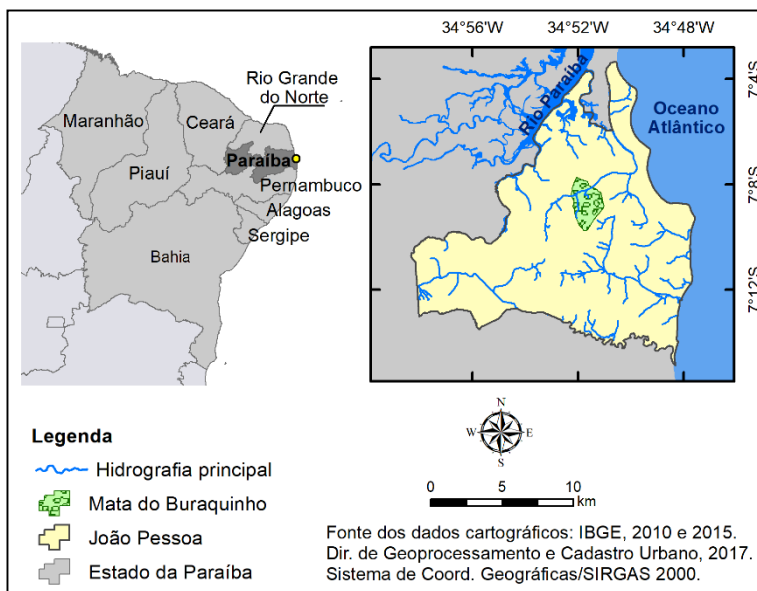 34°56'W 34°52'W 34°48'W
Rio Grande
do Norte
Maranhão
Ceará
Paraíba
Piauí
Pernambuco
Alagoas
Sergipe
Bahia
Rio Paraíba
Oceano
Atlântico
7°4'S
7°8'S
7°12'S
Legenda
Hidrografia principal
Mata do Buraquinho
João Pessoa
Estado da Paraíba
N
W E
S
0 5 10
km
Fonte dos dados cartográficos: IBGE, 2010 e 2015.
Dir. de Geoprocessamento e Cadastro Urbano, 2017.
Sistema de Coord. Geográficas/SIRGAS 2000.